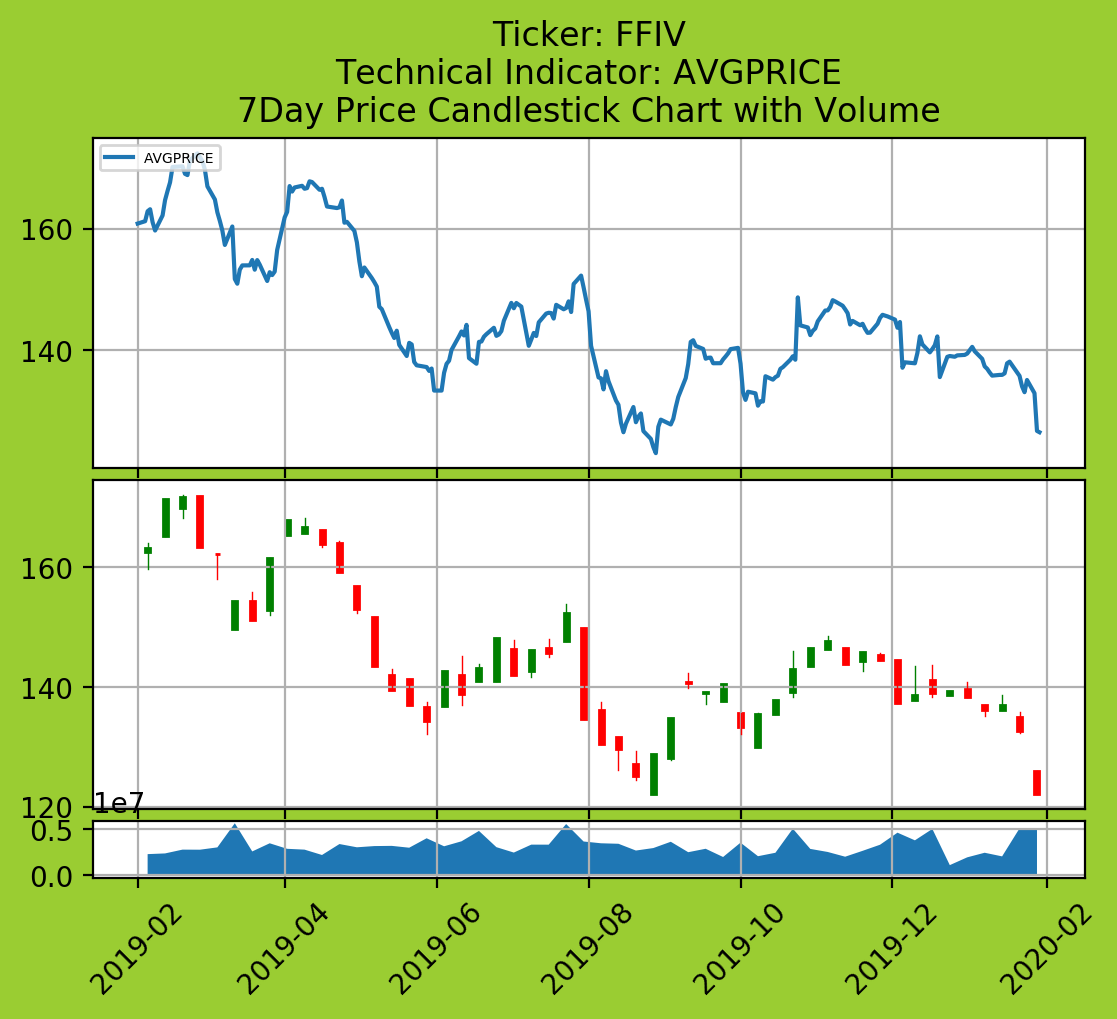 Ticker: FFIV
Technical Indicator: AVGPRICE
7Day Price Candlestick Chart with Volume
AVGPRICE
160
140
160
140
120
1e7
0.5
0.0
2019-02
2019-04
2019-06
2019-08
2019-10
2019-12
2020-02